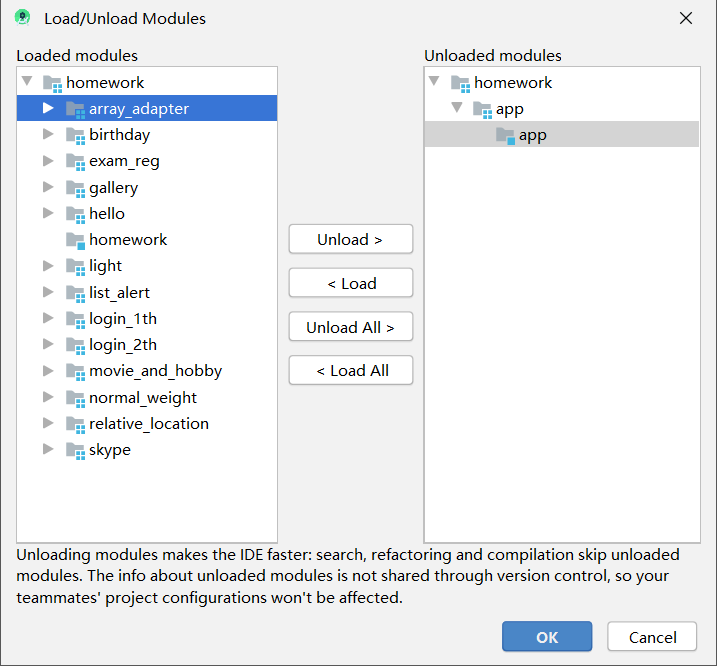 Load/Unload Modules
Loaded modules
homework
array_adapter
birthday
exam_reg
gallery
hello
homework
light
list_alert
login_1th
login_2th
movie_and_hobby
normal_weight
relative_location
skype
Unload >
< Load
Unload All >
< Load All
Unloaded modules
homework
app
app
Unloading modules makes the IDE faster: search, refactoring and compilation skip unloaded
modules. The info about unloaded modules is not shared through version control, so your
teammates' project configurations won't be affected.
OK
Cancel